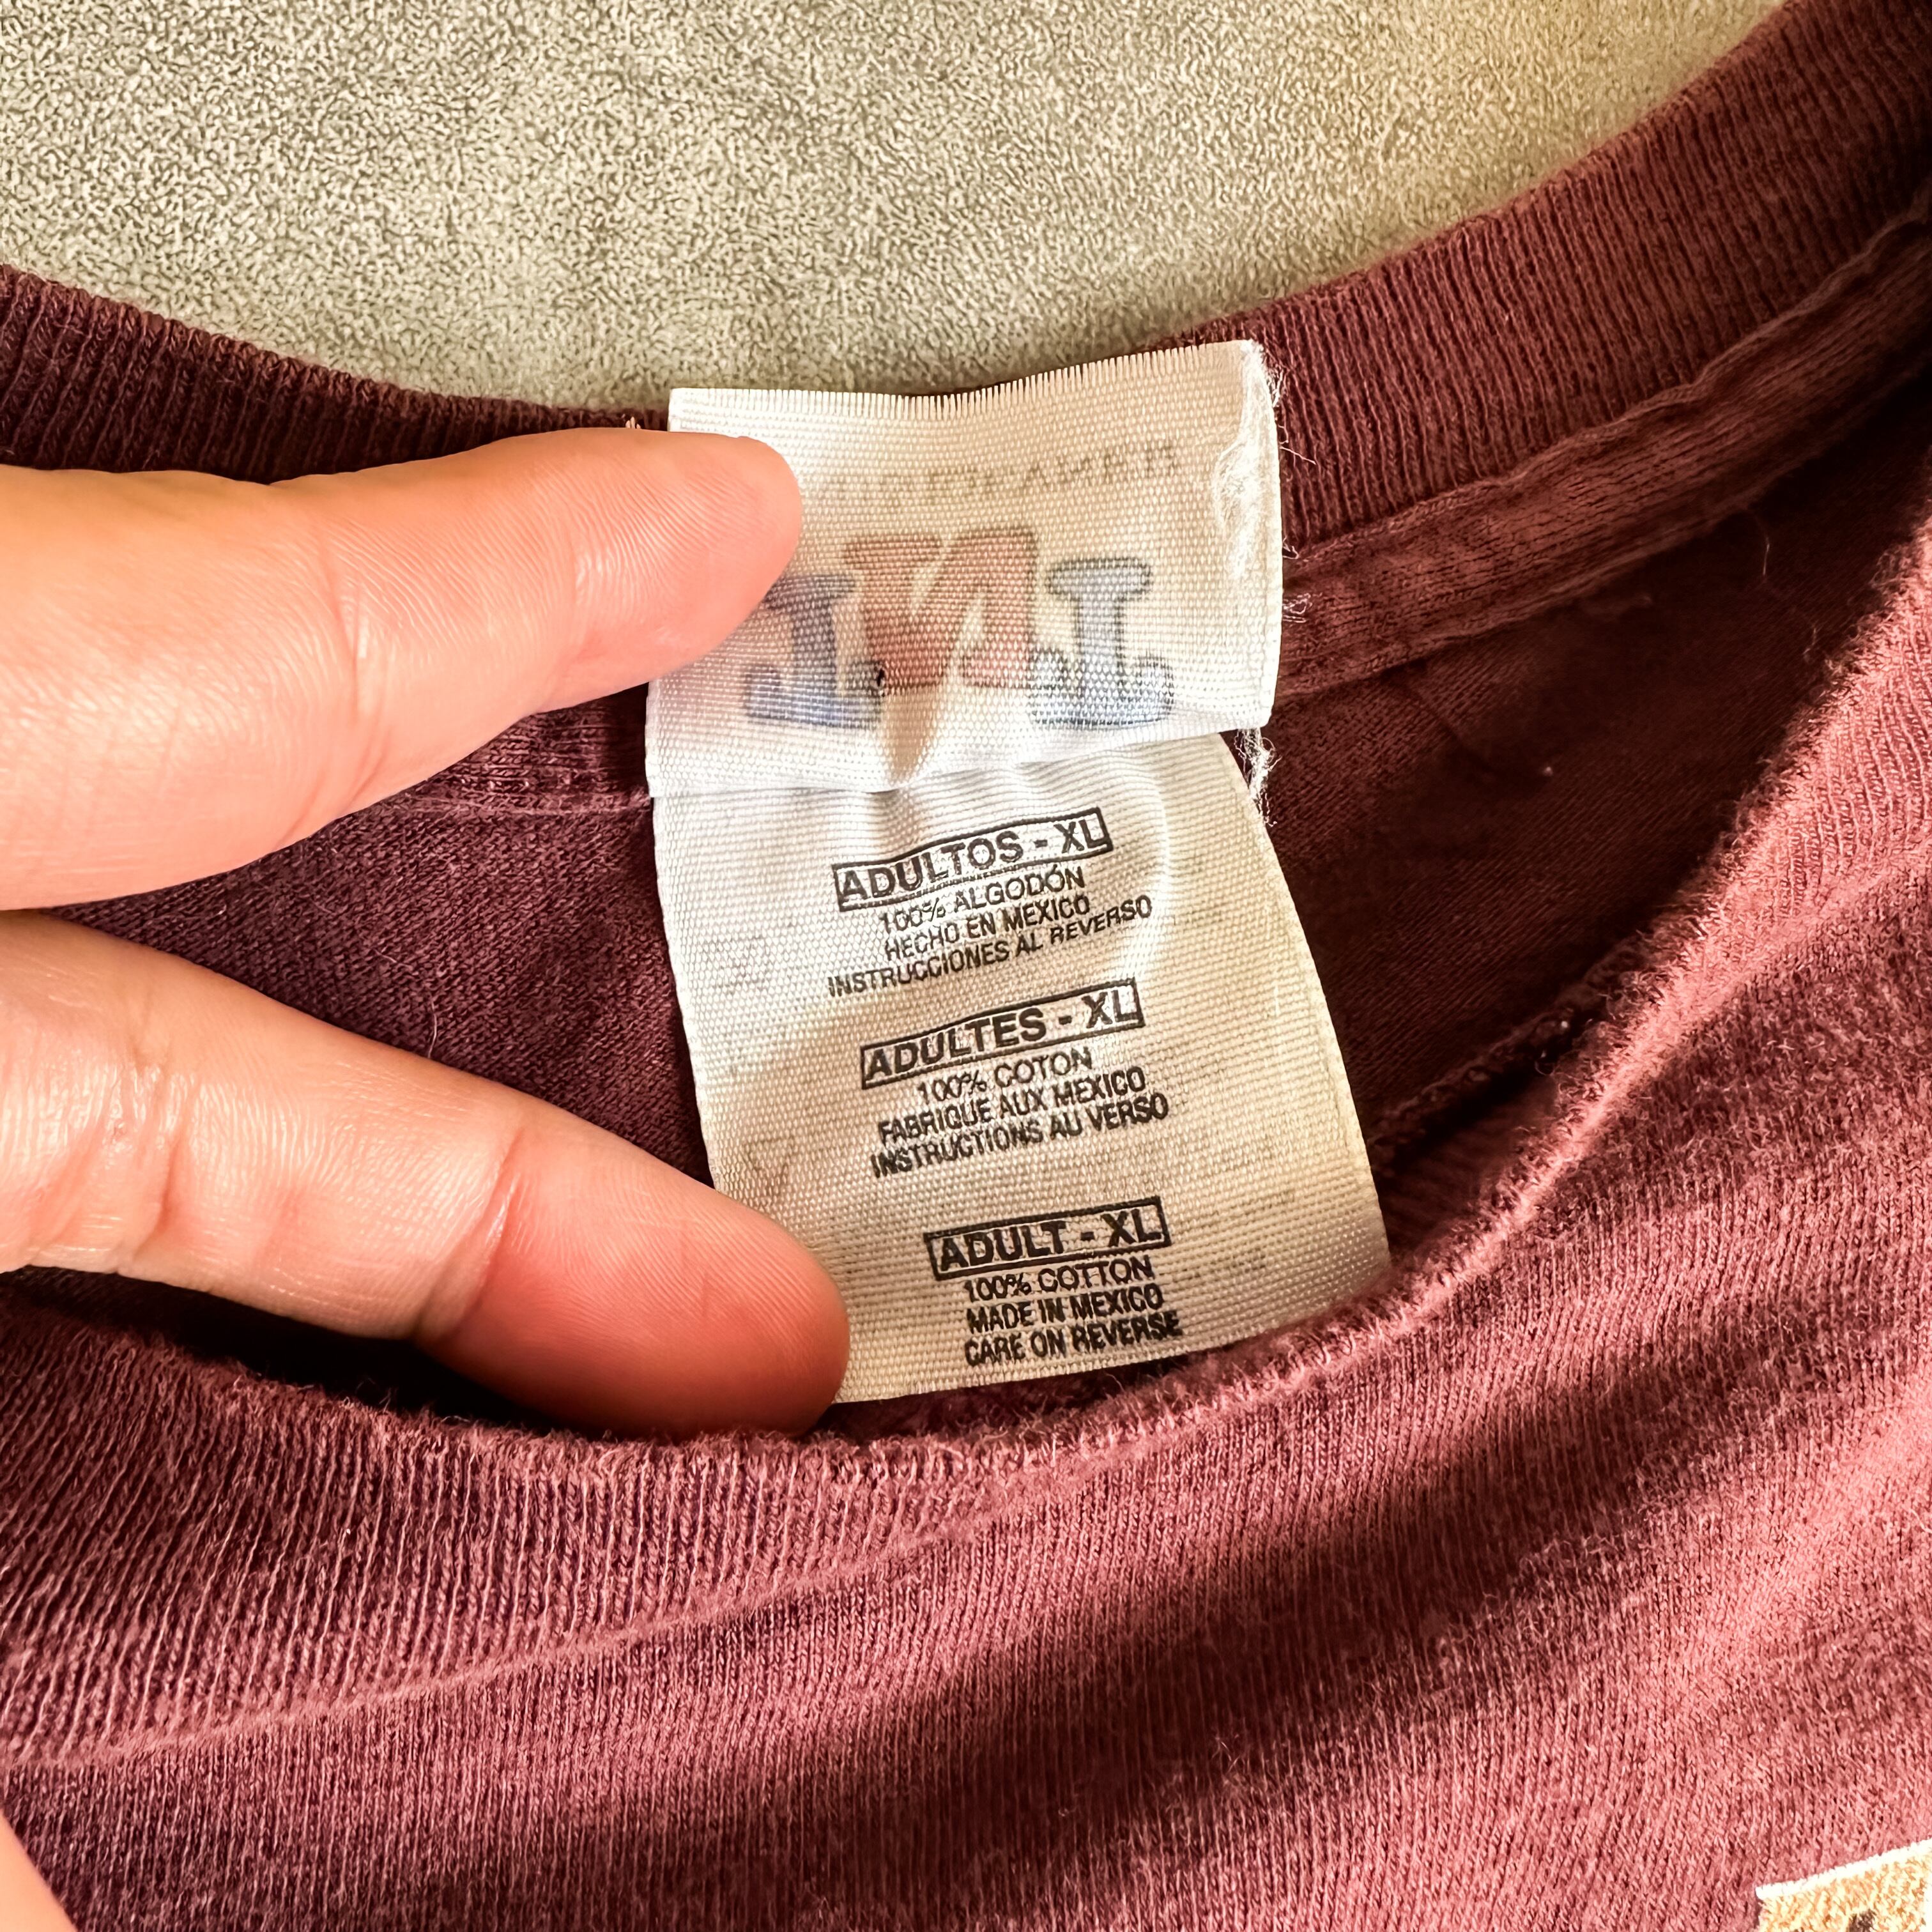 ADULTOS - XL
100% ALGODÓN
HECHO EN MEXICO
INSTRUCCIONES AL REVERSO
ADULTES - XL
100% COTON
FABRIQUE AUX MEXICO
INSTRUCTIONS AU VERSO
ADULT - XL
100% COTTON
MADE IN MEXICO
CARE ON REVERSE